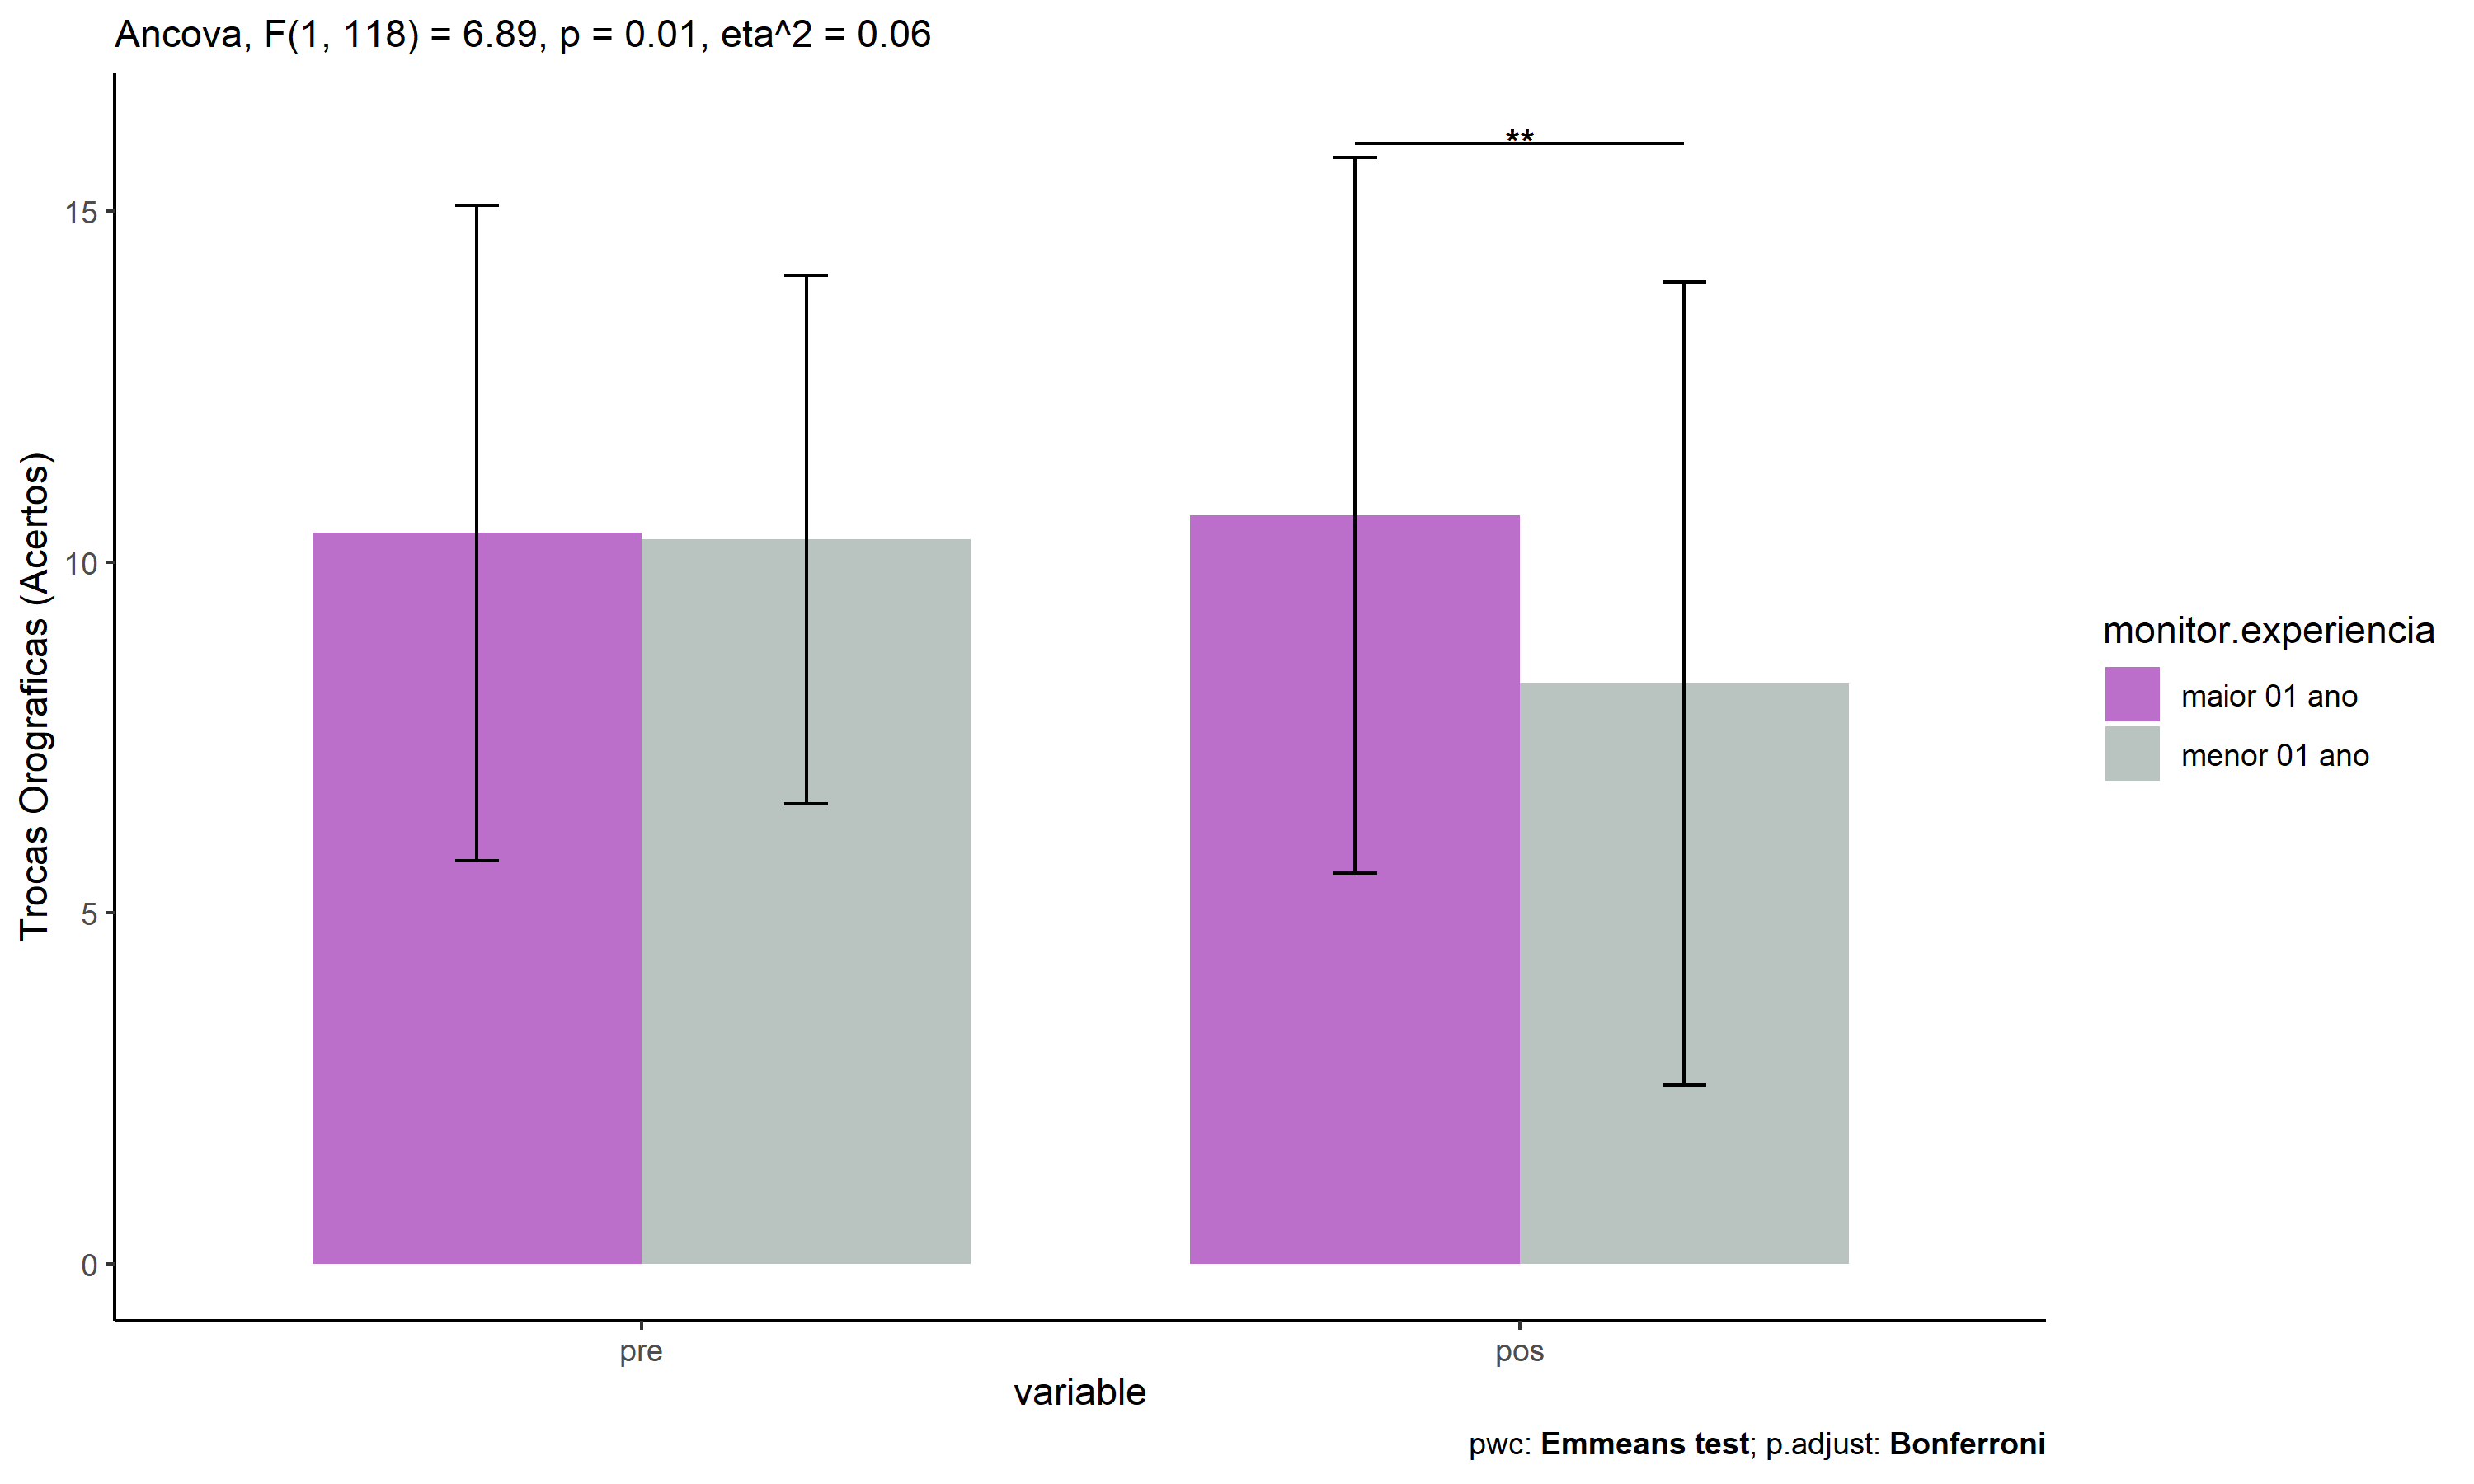 Ancova, F(1, 118) = 6.89, p = 0.01, eta^2 = 0.06
Trocas Orograficas (Acertos)
15
10
5
0
**
pre
pos
variable
monitor.experiencia
maior 01 ano
menor 01 ano
pwc: Emmeans test; p.adjust: Bonferroni